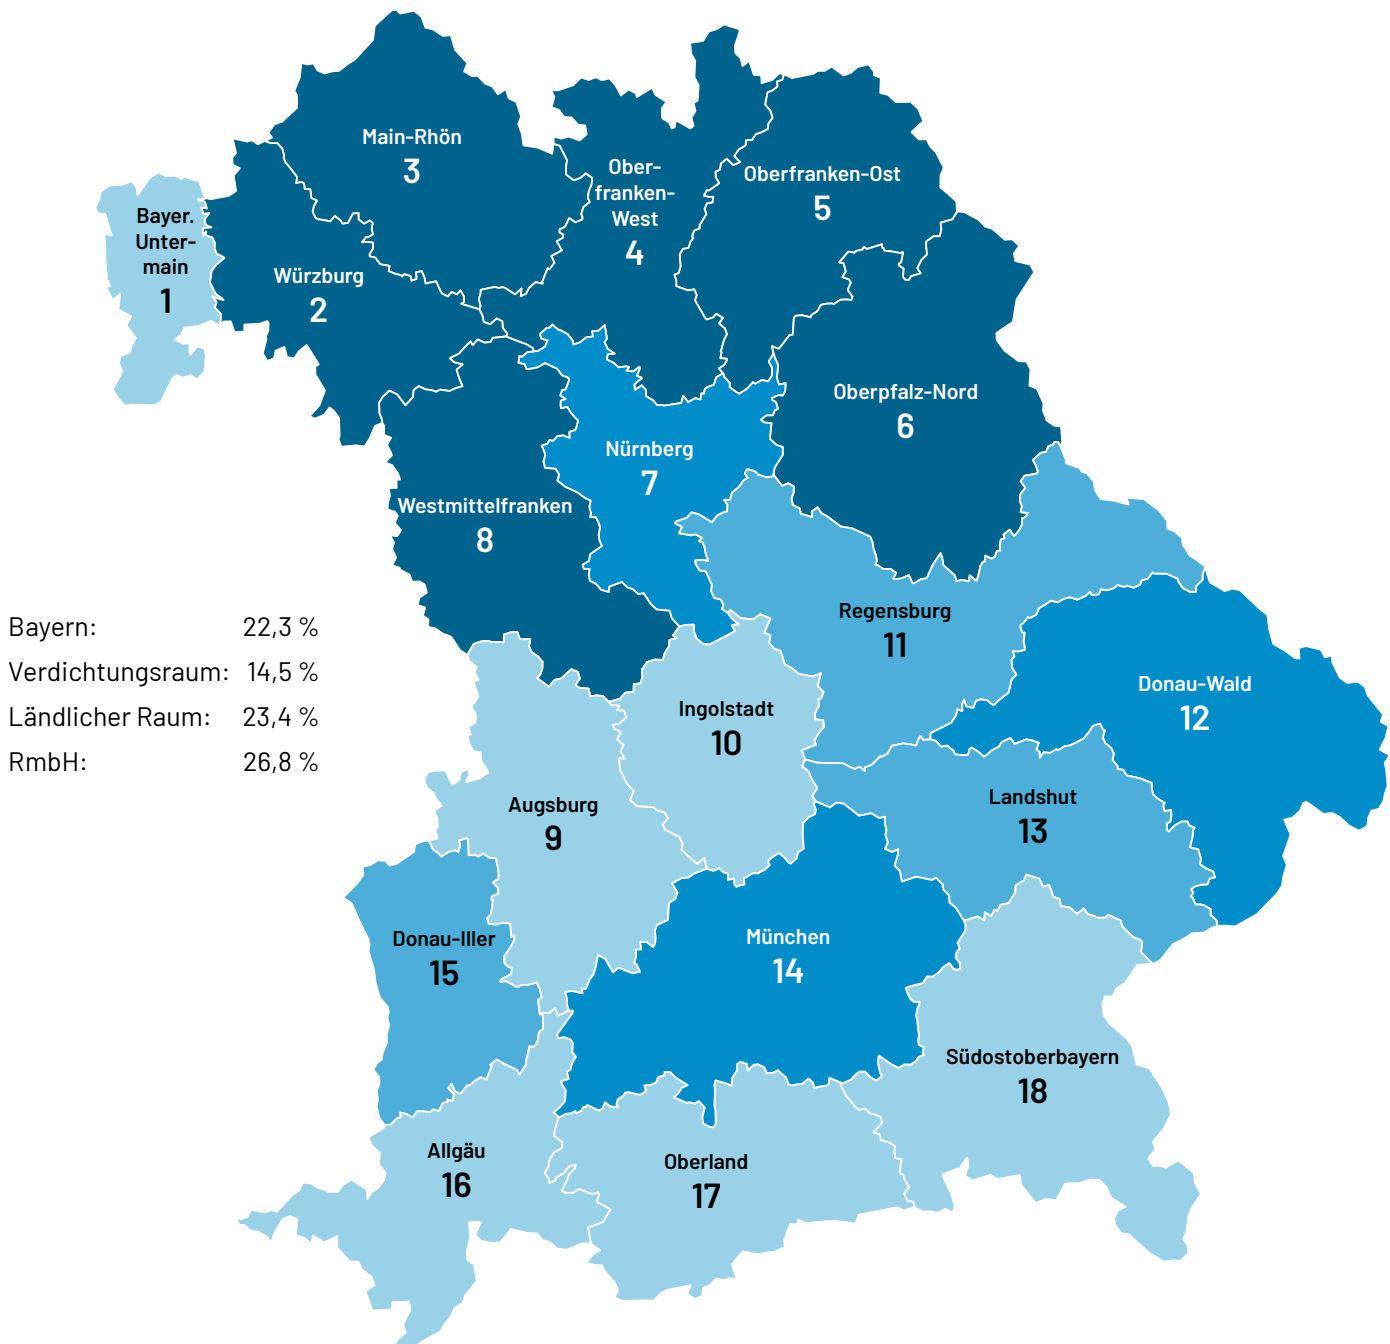 Main-Rhön
3
Ober-
franken-
West
4
Oberfranken-Ost
5
Bayer.
Unter-
main
1
Würzburg
2
Oberpfalz-Nord
6
Nürnberg
7
Westmittelfranken
8
Regensburg
11
Bayern: 22,3 %
Verdichtungsraum: 14,5 %
Ländlicher Raum: 23,4 %
RmbH: 26,8 %
Donau-Wald
12
Ingolstadt
10
Landshut
13
Augsburg
9
Donau-Iller
15
München
14
Südostoberbayern
18
Allgäu
16
Oberland
17